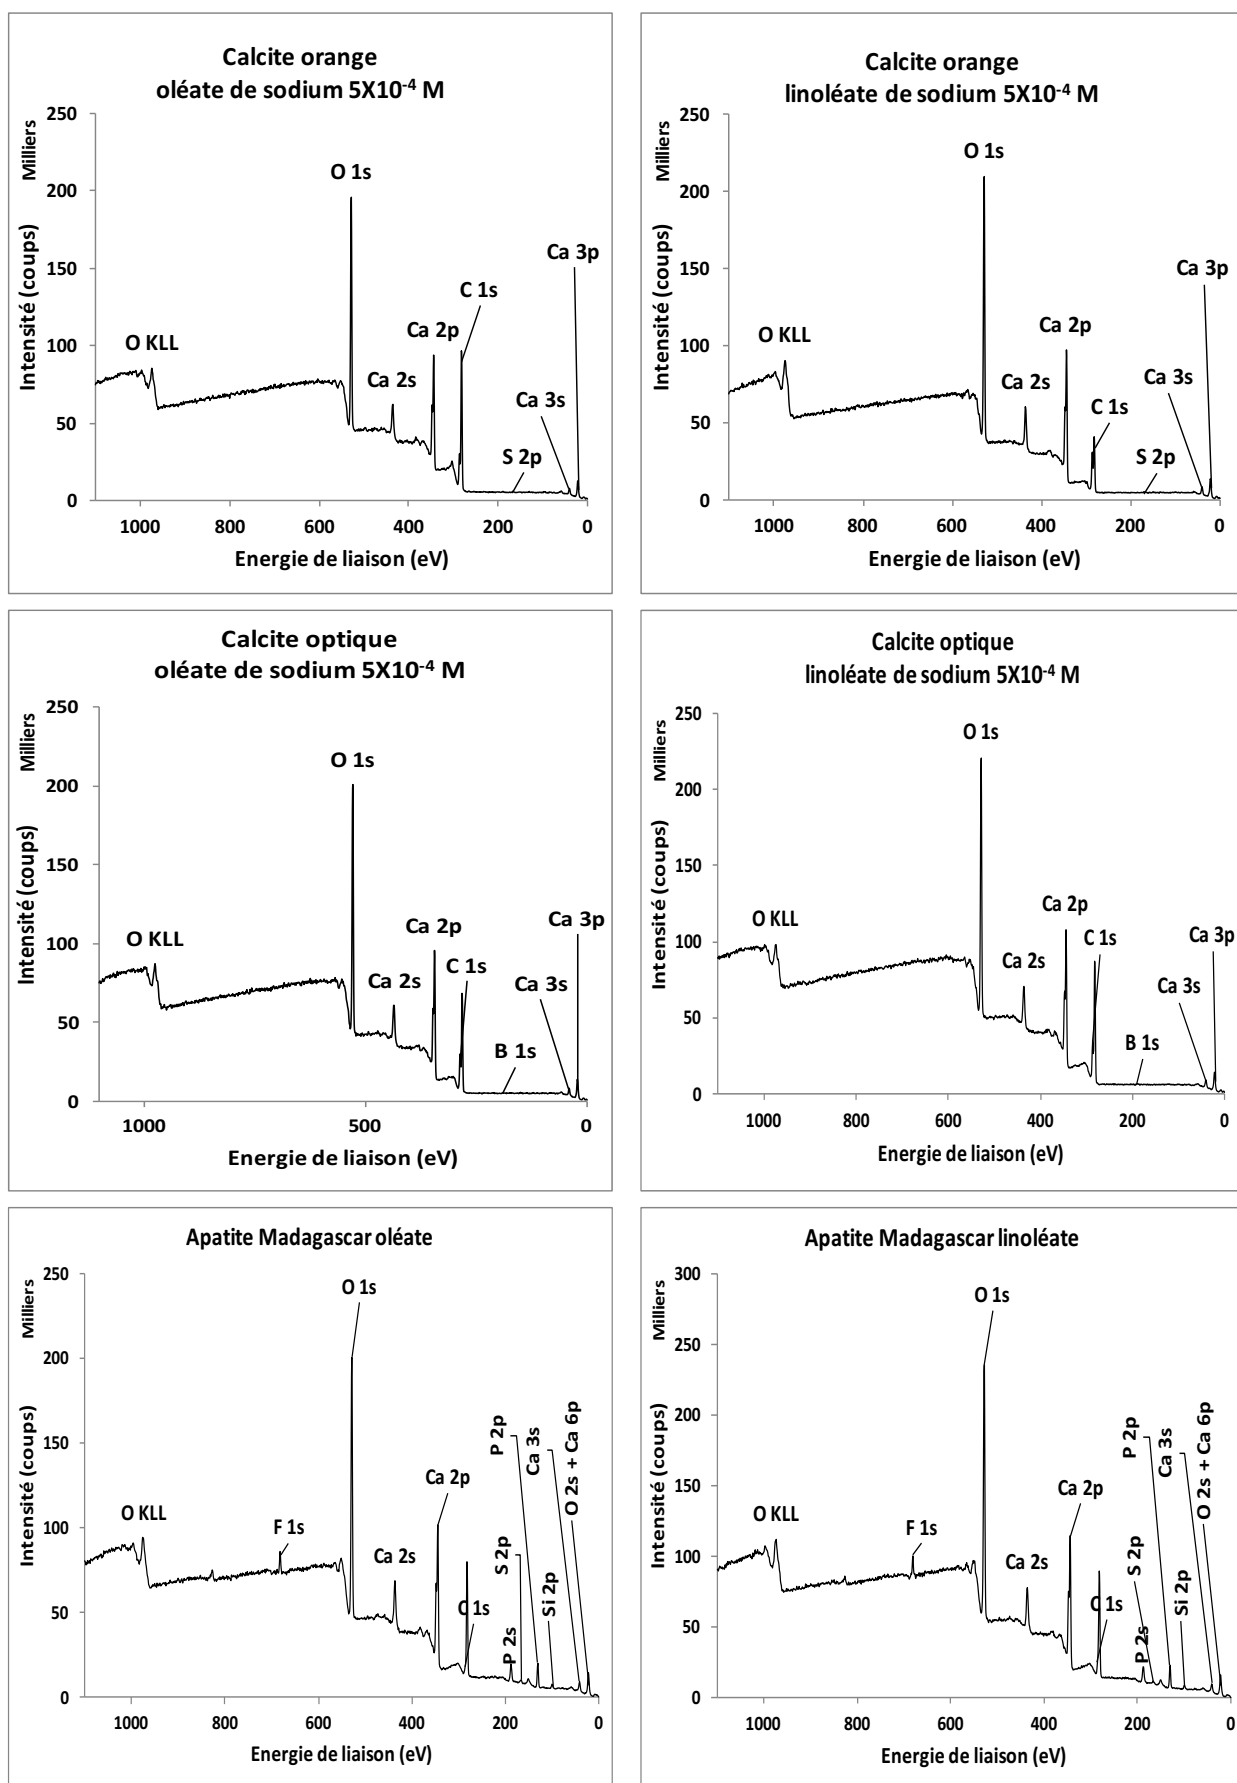 Calcite orange
oléate de sodium 5X10⁻⁴ M
Milliers
Intensité (coups)
250
200
150
100
50
0
O KLL
O 1s
Ca 2s
Ca 2p
C 1s
S 2p
Ca 3s
Ca 3p
1000
800
600
400
200
0
Energie de liaison (eV)
Calcite orange
linoléate de sodium 5X10⁻⁴ M
Milliers
Intensité (coups)
250
200
150
100
50
0
O KLL
O 1s
Ca 2s
Ca 2p
C 1s
S 2p
Ca 3s
Ca 3p
1000
800
600
400
200
0
Energie de liaison (eV)
Calcite optique
oléate de sodium 5X10⁻⁴ M
Milliers
Intensité (coups)
250
200
150
100
50
0
O KLL
O 1s
Ca 2s
Ca 2p
C 1s
B 1s
Ca 3s
Ca 3p
1000
500
0
Energie de liaison (eV)
Calcite optique
linoléate de sodium 5X10⁻⁴ M
Milliers
Intensité (coups)
250
200
150
100
50
0
O KLL
O 1s
Ca 2s
Ca 2p
C 1s
B 1s
Ca 3s
Ca 3p
1000
800
600
400
200
0
Energie de liaison (eV)
Apatite Madagascar oléate
Milliers
Intensité (coups)
250
200
150
100
50
0
O KLL
F 1s
O 1s
Ca 2s
Ca 2p
C 1s
P 2s
S 2p
P 2p
Si 2p
Ca 3s
O 2s + Ca 6p
1000
800
600
400
200
0
Energie de liaison (eV)
Apatite Madagascar linoléate
Milliers
Intensité (coups)
300
250
200
150
100
50
0
O KLL
F 1s
O 1s
Ca 2s
Ca 2p
C 1s
P 2s
S 2p
P 2p
Si 2p
Ca 3s
O 2s + Ca 6p
1000
800
600
400
200
0
Energie de liaison (eV)